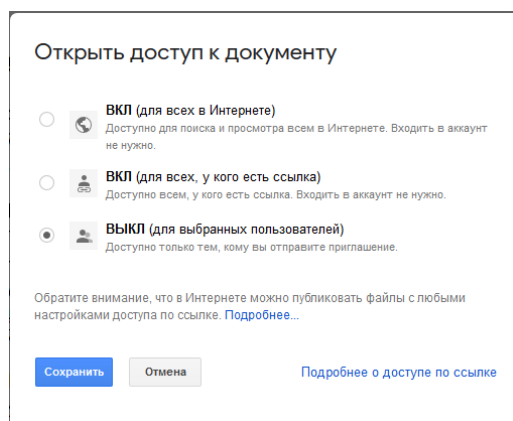 Открыть доступ к документу
ВКЛ (для всех в Интернете)
Доступно для поиска и просмотра всем в Интернете. Входить в аккаунт
не нужно.
ВКЛ (для всех, у кого есть ссылка)
Доступно всем, у кого есть ссылка. Входить в аккаунт не нужно.
ВЫКЛ (для выбранных пользователей)
Доступно только тем, кому вы отправите приглашение.
Обратите внимание, что в Интернете можно публиковать файлы с любыми
настройками доступа по ссылке. Подробнее...
Сохранить Отмена Подробнее о доступе по ссылке